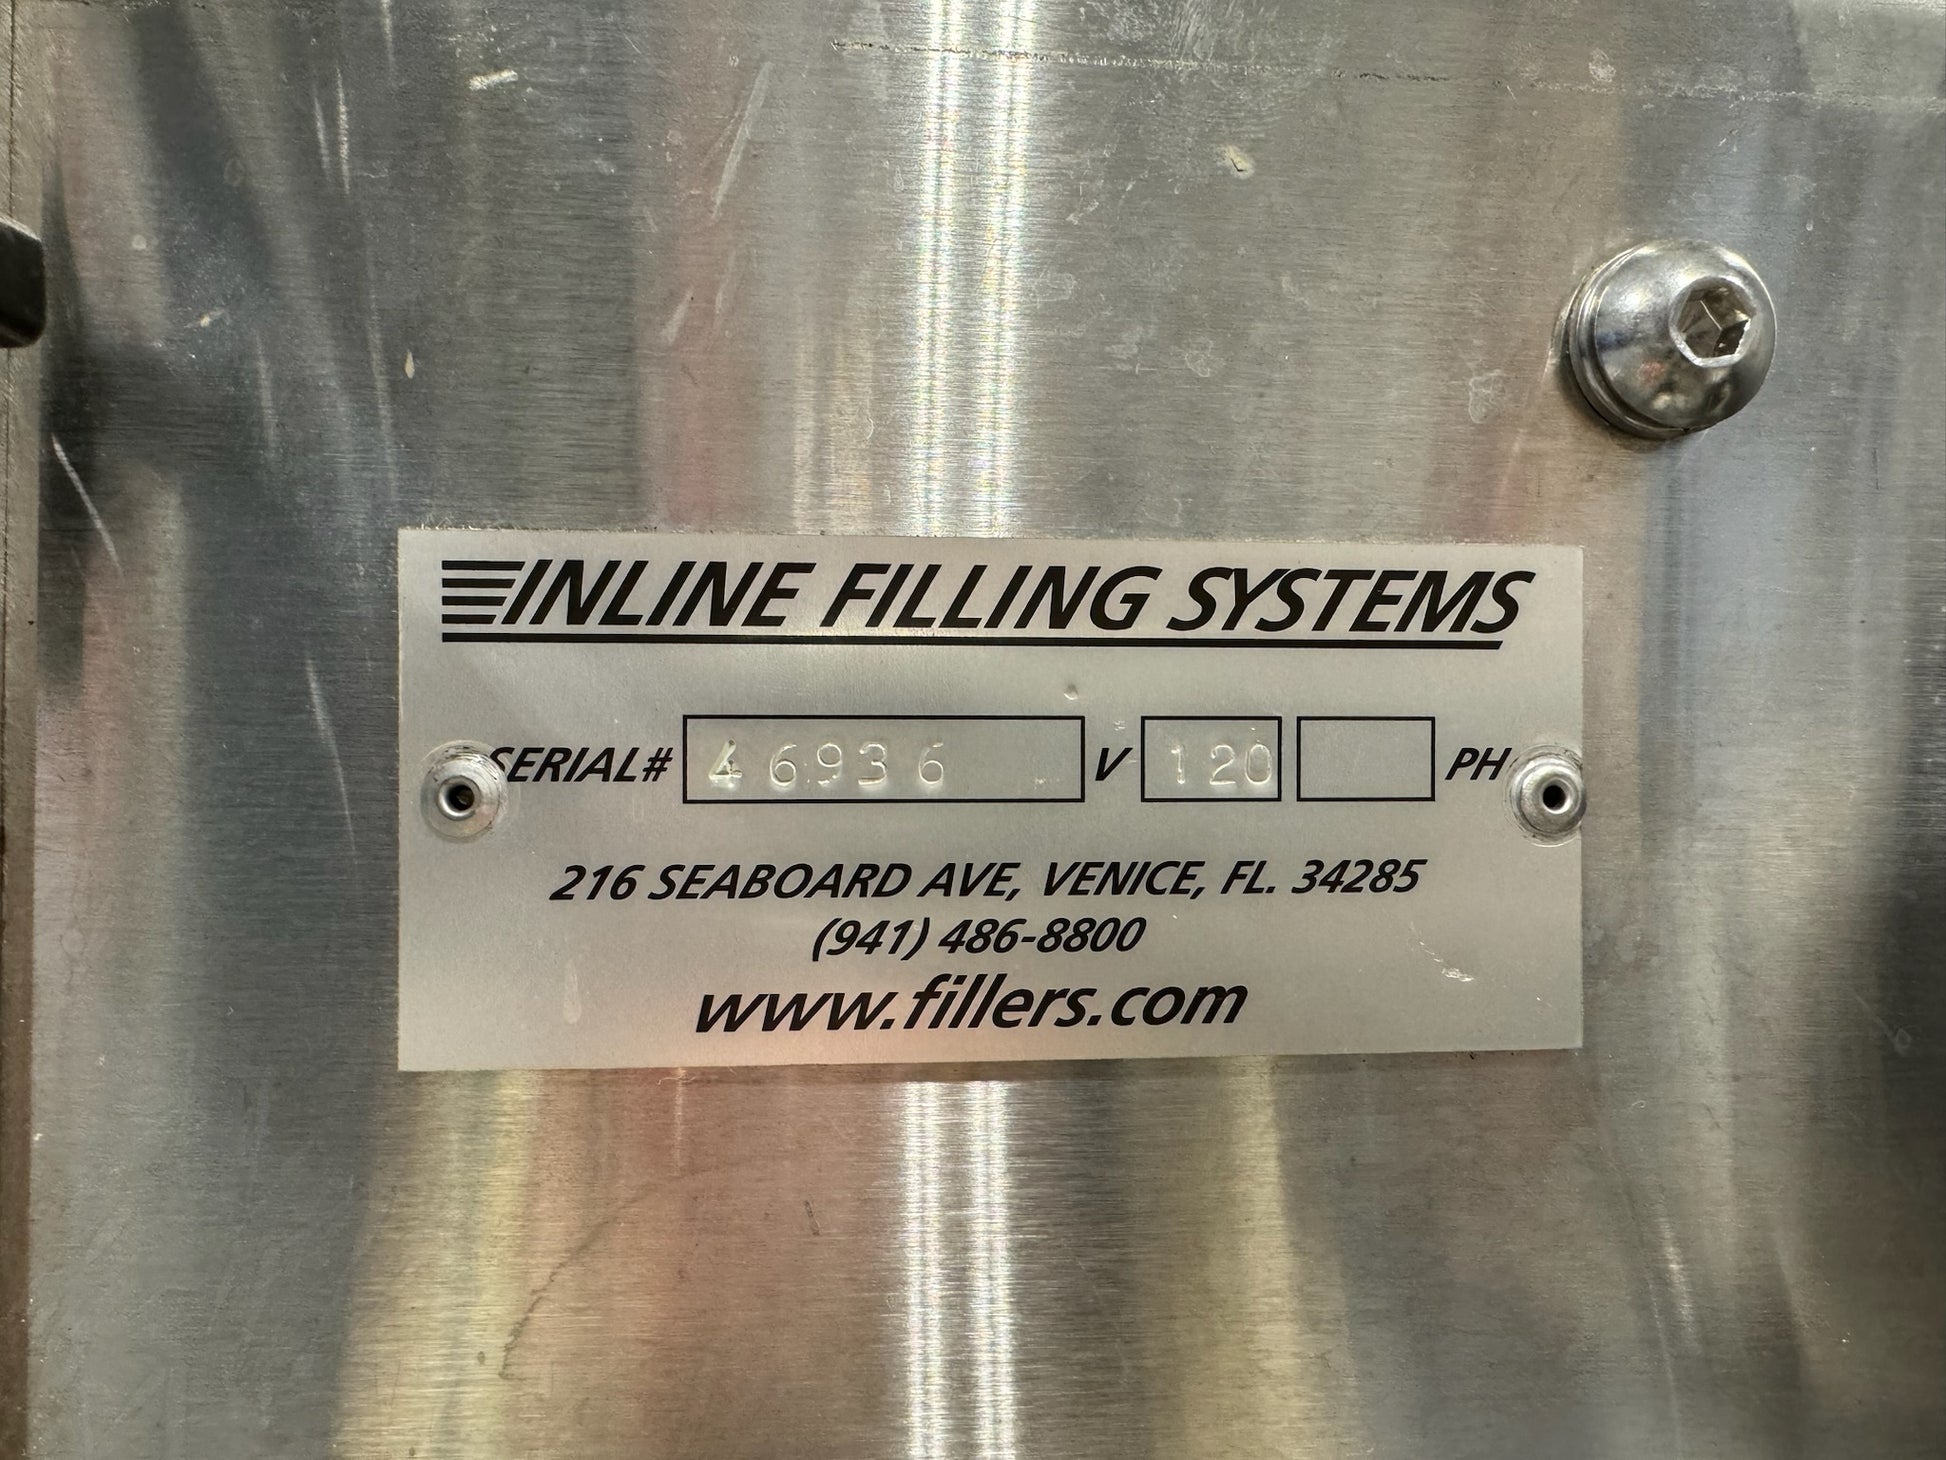 INLINE FILLING SYSTEMS
SERIAL# 46936 V 120 PH
216 SEABOARD AVE, VENICE, FL. 34285
(941) 486-8800
www.fillers.com